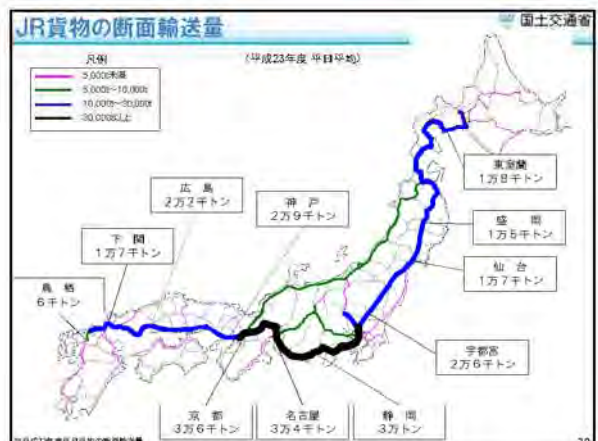 JR貨物の断面輸送量
国土交通省
凡例
(平成23年度 平日平均)
5,000t未満
5,000t~10,000t
10,000t~30,000t
30,000t以上
東室蘭
1万8千トン
広 島
2万2千トン
神 戸
2万9千トン
盛 岡
1万5千トン
下 関
1万7千トン
仙 台
1万7千トン
鳥 栖
6千トン
宇都宮
2万6千トン
京 都
3万6千トン
名古屋
3万4千トン
静 岡
3万トン